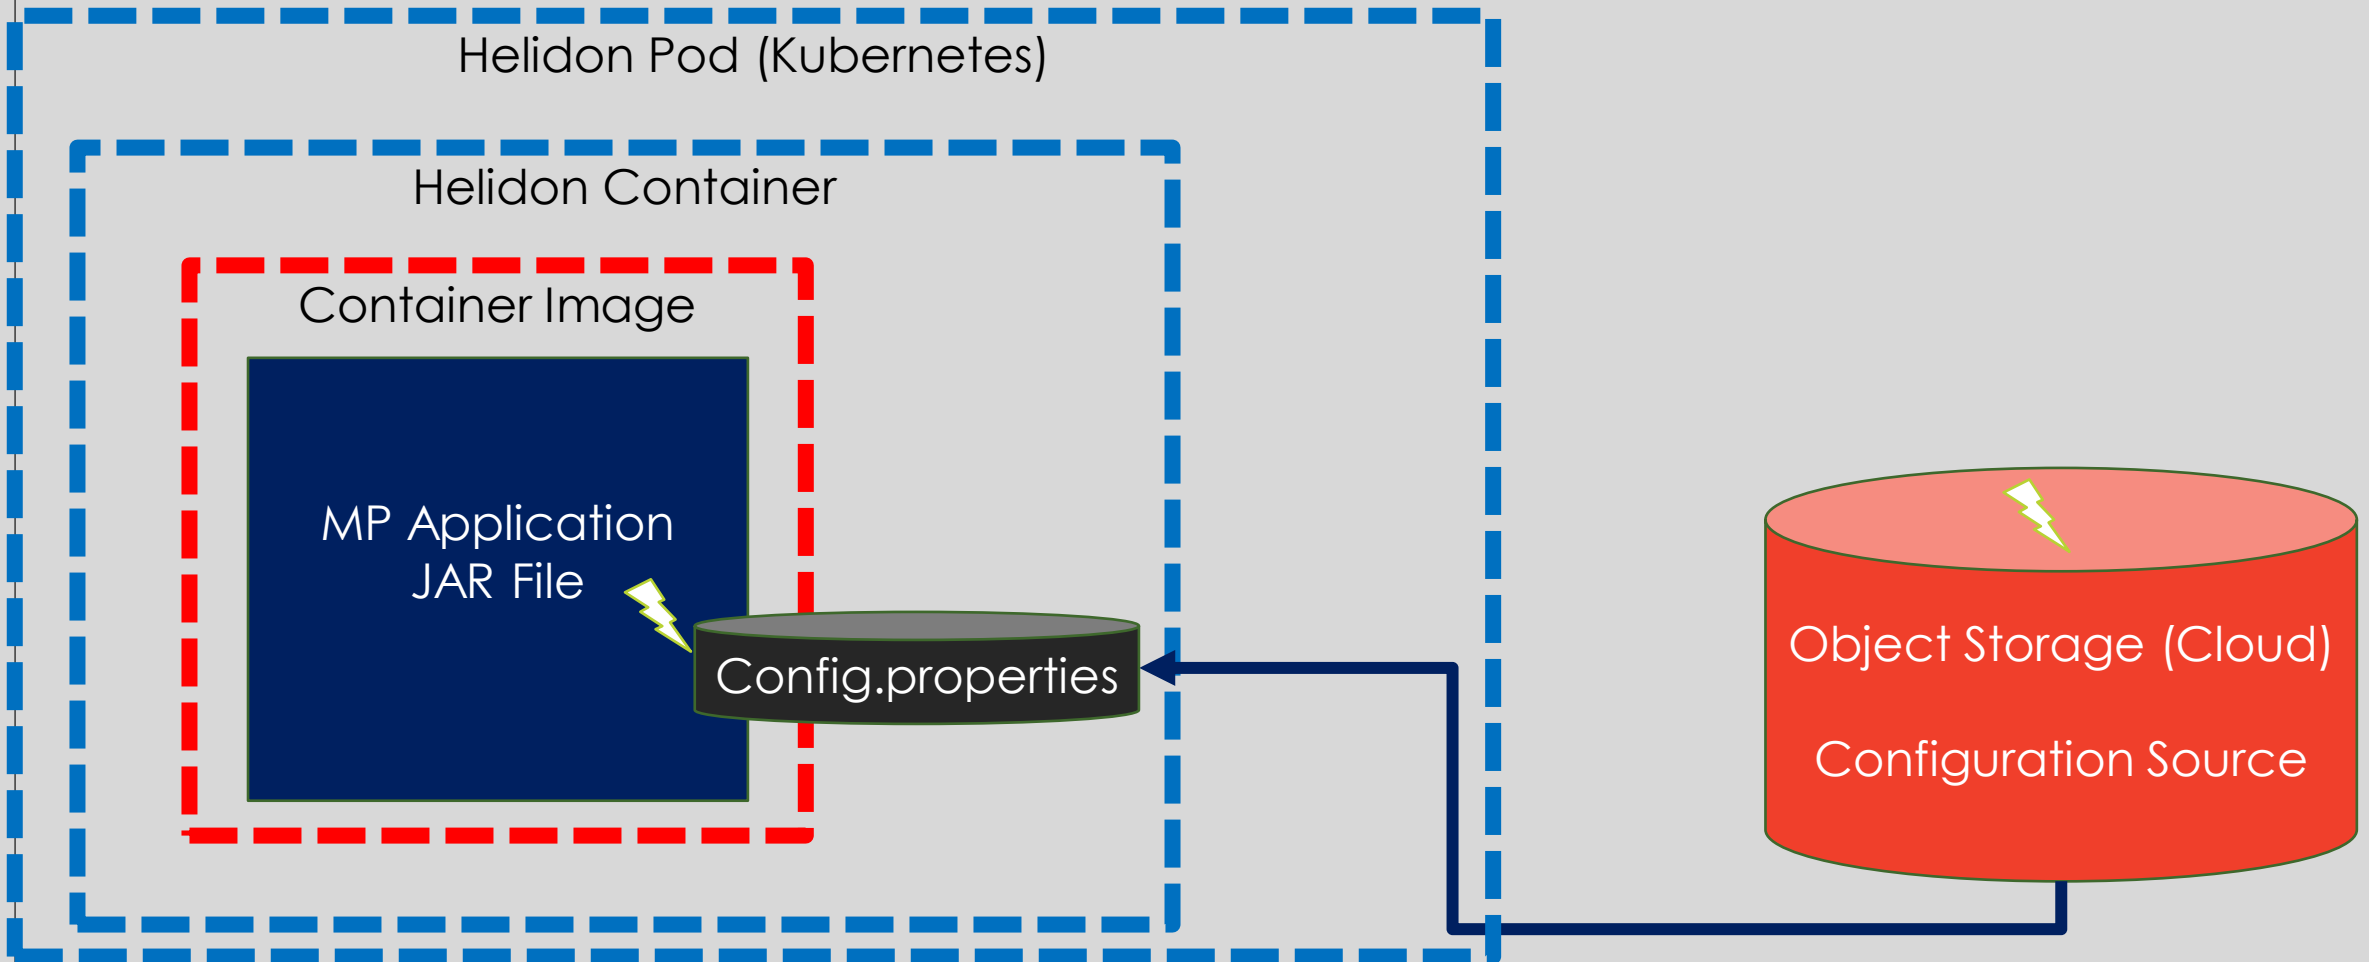 Helidon Pod (Kubernetes)
Helidon Container
Container Image
MP Application
JAR File
Config.properties
Object Storage (Cloud)
Configuration Source